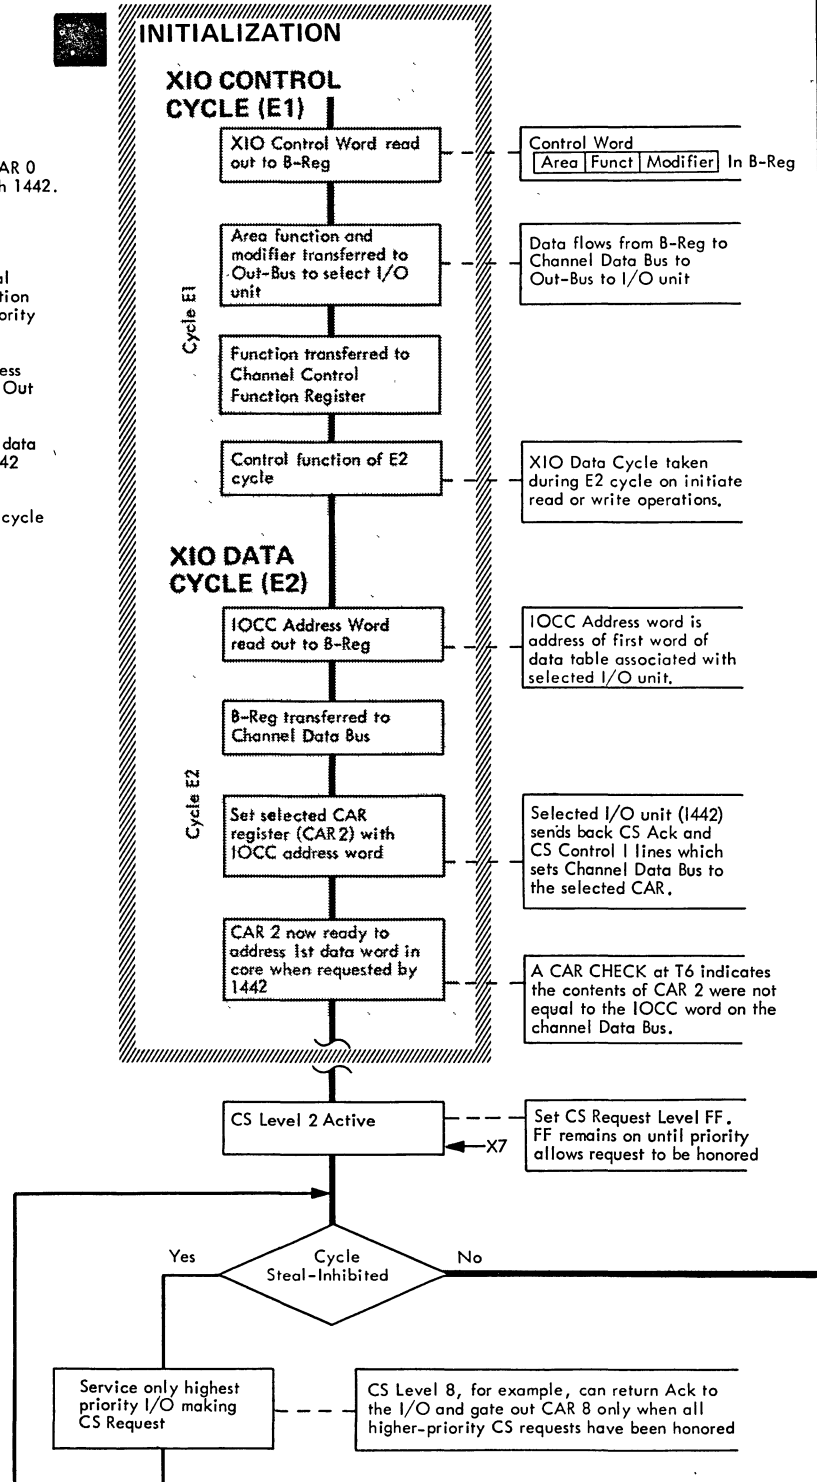 INITIALIZATION
XIO CONTROL
CYCLE (E1)
XIO Control Word read
out to B-Reg
Control Word
Area Funct Modifier In B-Reg
AR 0
h 1442.
Area function and
modifier transferred to
Out-Bus to select I/O
unit
Data flows from B-Reg to
Channel Data Bus to
Out-Bus to I/O unit
al
tion
ority
Cycle E1
Function transferred to
Channel Control
Function Register
ess
Out
data
42
cycle
Control function of E2
cycle
XIO Data Cycle taken
during E2 cycle on initiate
read or write operations.
XIO DATA
CYCLE (E2)
IOCC Address Word
read out to B-Reg
IOCC Address word is
address of first word of
data table associated with
selected I/O unit.
B-Reg transferred to
Channel Data Bus
Cycle E2
Set selected CAR
register (CAR 2) with
IOCC address word
Selected I/O unit (1442)
sends back CS Ack and
CS Control 1 lines which
sets Channel Data Bus to
the selected CAR.
CAR 2 now ready to
address 1st data word in
core when requested by
1442
A CAR CHECK at T6 indicates
the contents of CAR 2 were not
equal to the IOCC word on the
channel Data Bus.
CS Level 2 Active
X7
Set CS Request Level FF.
FF remains on until priority
allows request to be honored
Yes
Cycle
Steal-Inhibited
No
Service only highest
priority I/O making
CS Request
CS Level 8, for example, can return Ack to
the I/O and gate out CAR 8 only when all
higher-priority CS requests have been honored